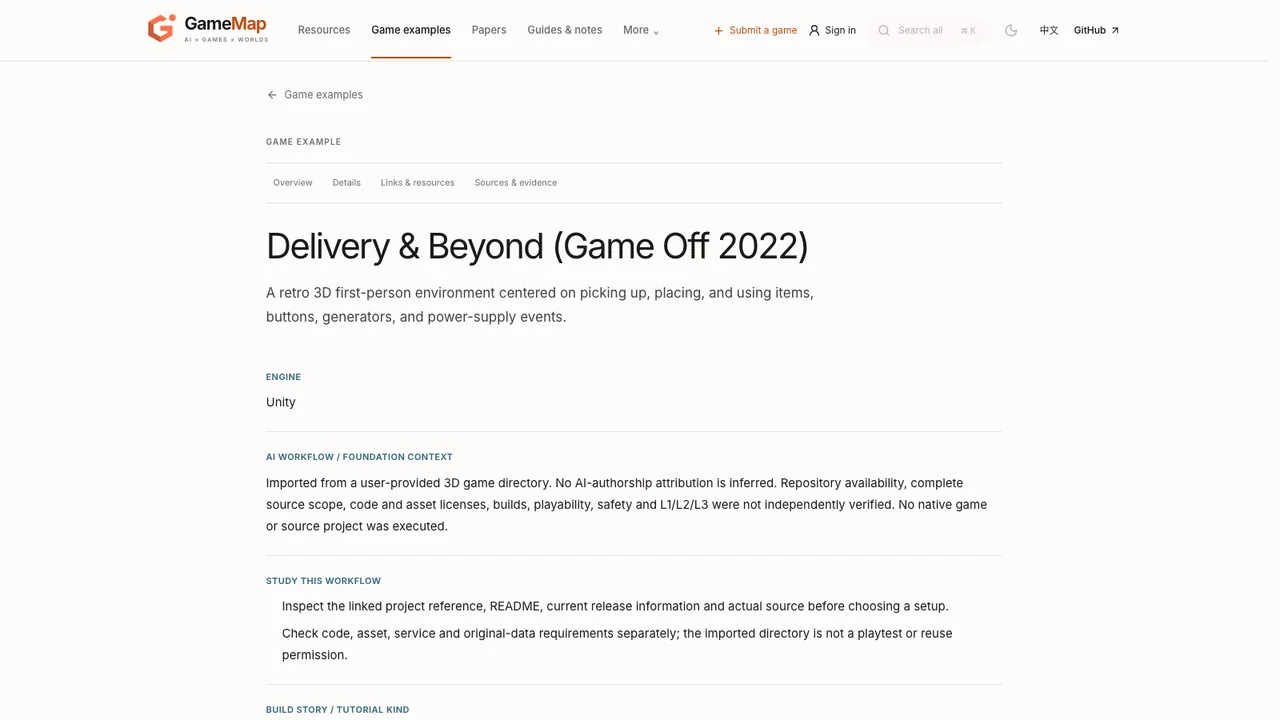 GameMap
AI × GAMES × WORLDS
Resources
Game examples
Papers
Guides & notes
More
Submit a game
Sign in
Search all
⌘ K
中文
GitHub
Game examples
GAME EXAMPLE
Overview
Details
Links & resources
Sources & evidence
Delivery & Beyond (Game Off 2022)
A retro 3D first-person environment centered on picking up, placing, and using items,
buttons, generators, and power-supply events.
ENGINE
Unity
AI WORKFLOW / FOUNDATION CONTEXT
Imported from a user-provided 3D game directory. No AI-authorship attribution is inferred. Repository availability, complete
source scope, code and asset licenses, builds, playability, safety and L1/L2/L3 were not independently verified. No native game
or source project was executed.
STUDY THIS WORKFLOW
Inspect the linked project reference, README, current release information and actual source before choosing a setup.
Check code, asset, service and original-data requirements separately; the imported directory is not a playtest or reuse
permission.
BUILD STORY / TUTORIAL KIND